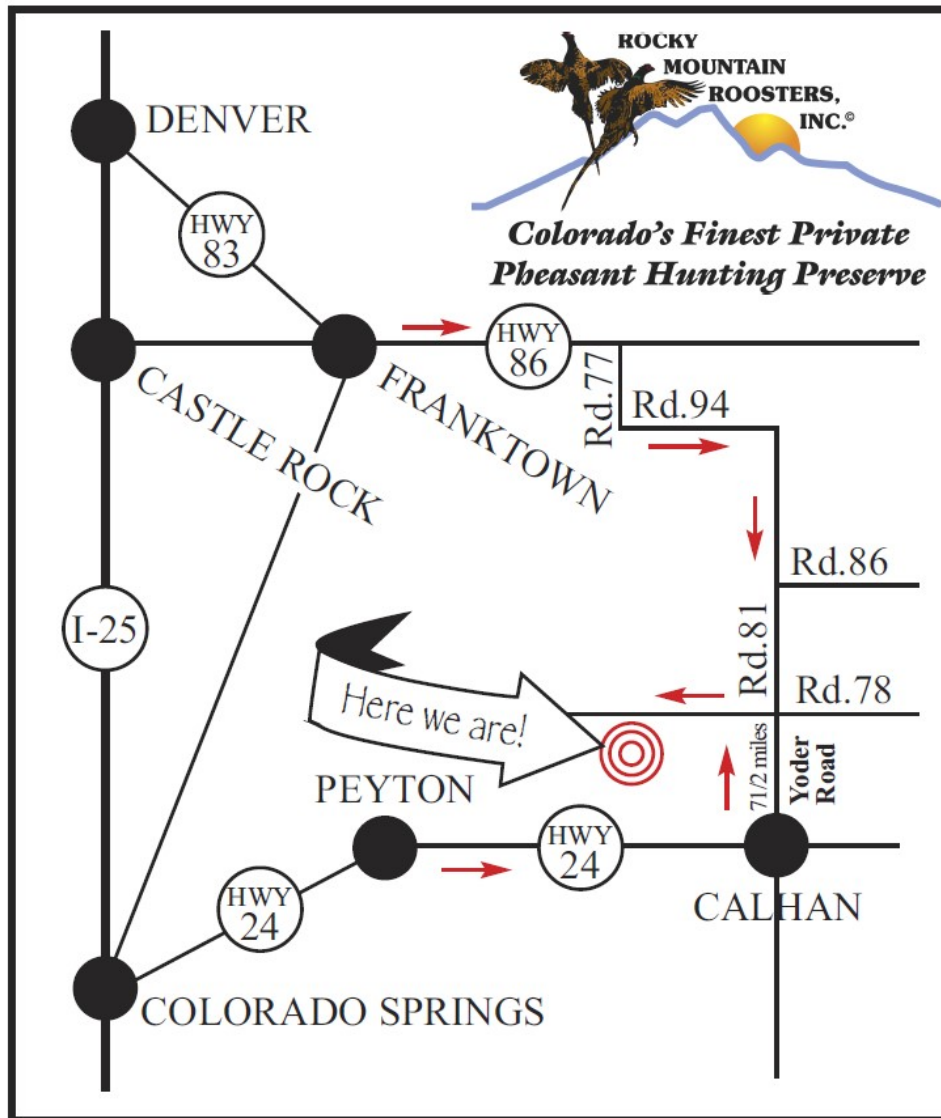 ROCKY
MOUNTAIN
ROOSTERS,
INC.©
Colorado's Finest Private
Pheasant Hunting Preserve
DENVER
HWY
83
HWY
86
CASTLE ROCK
FRANKTOWN
Rd.77
Rd.94
Rd.86
I-25
Rd.81
Rd.78
Here we are!
71/2 miles
Yoder
Road
PEYTON
HWY
24
HWY
24
CALHAN
COLORADO SPRINGS